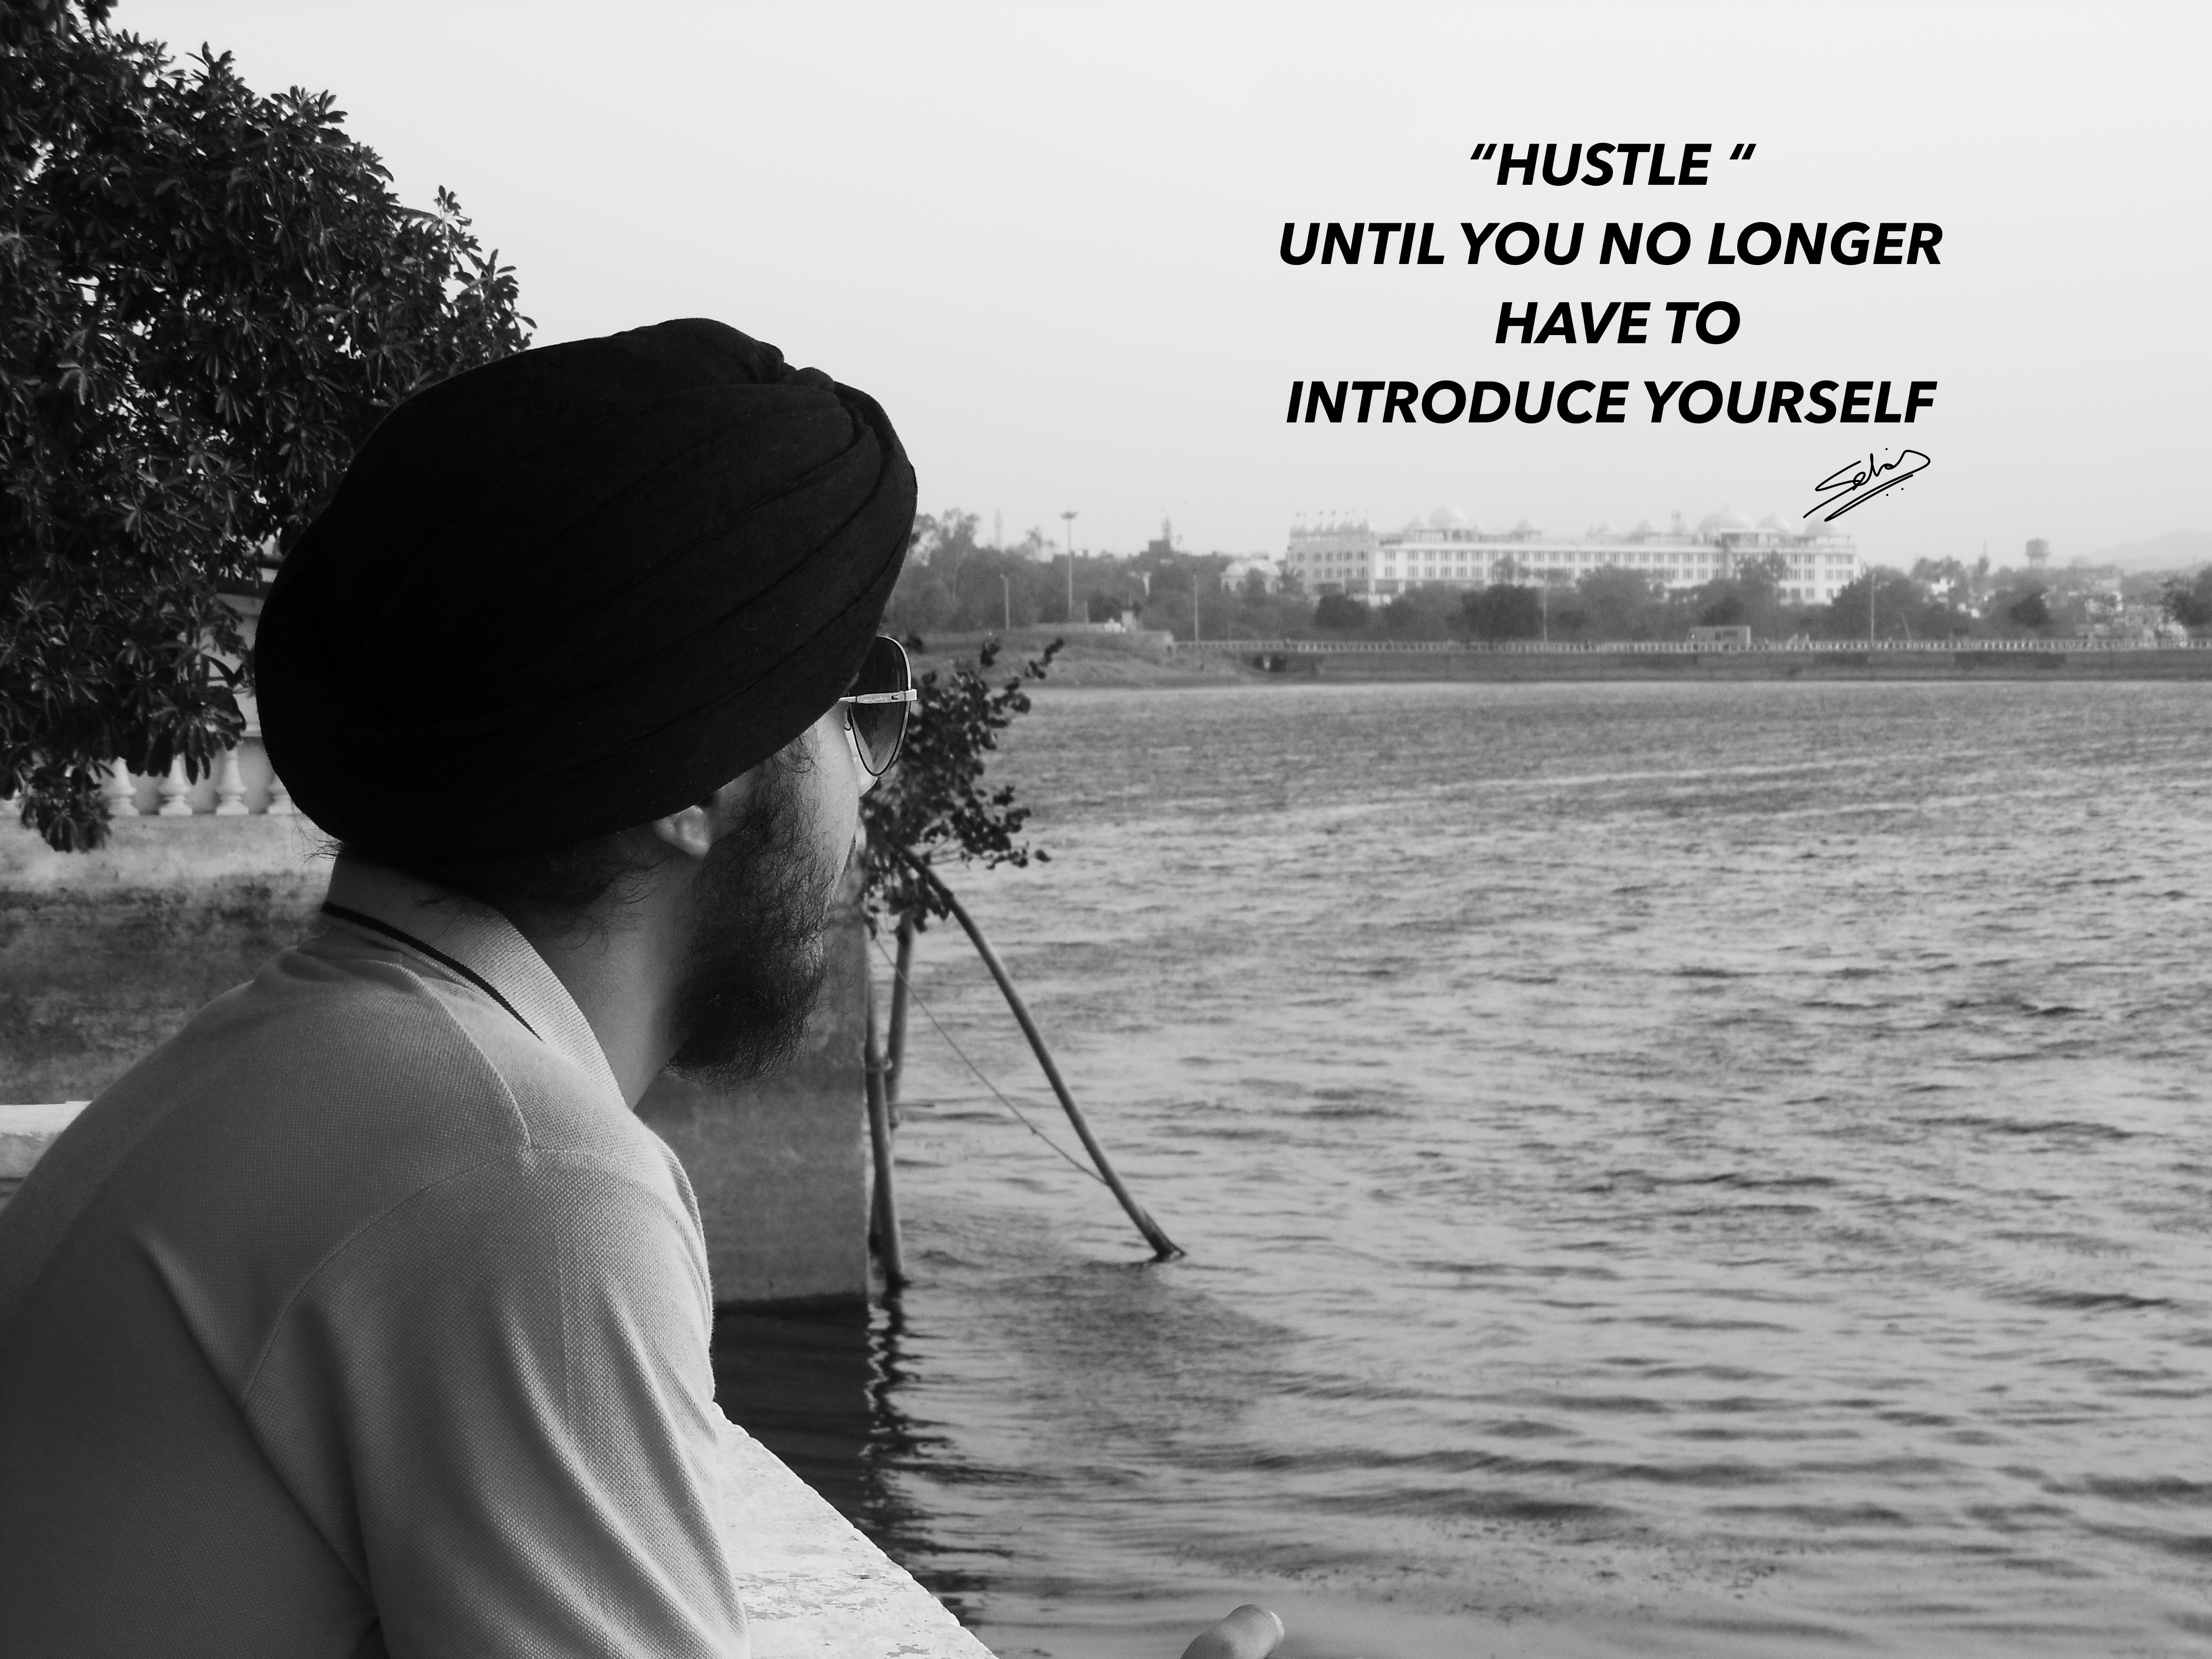 “HUSTLE “
UNTIL YOU NO LONGER
HAVE TO
INTRODUCE YOURSELF